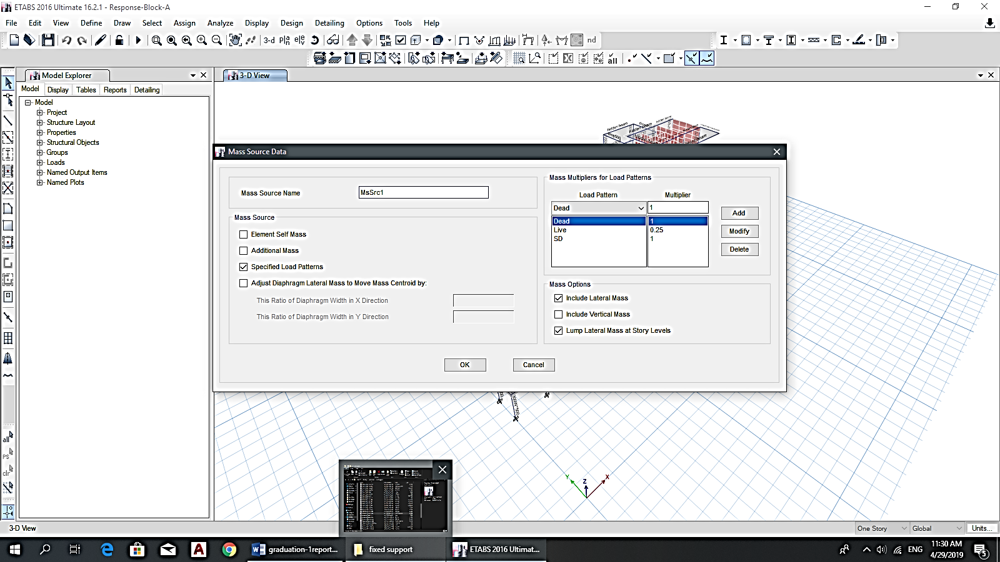 ETABS 2016 Ultimate 16.2.1 - Response-Block-A
File Edit View Define Draw Select Assign Analyze Display Design Detailing Options Tools Help
3-d nd
all
Model Explorer
3-D View
Model Display Tables Reports Detailing
Model
Project
Structure Layout
Properties
Structural Objects
Groups
Loads
Named Output Items
Named Plots
hidden beam
hidden beam
beam
Mass Source Data
Mass Source Name MsSrc1
Mass Source
Element Self Mass
Additional Mass
Specified Load Patterns
Adjust Diaphragm Lateral Mass to Move Mass Centroid by:
This Ratio of Diaphragm Width in X Direction
This Ratio of Diaphragm Width in Y Direction
Mass Multipliers for Load Patterns
Load Pattern Multiplier
Dead 1
Dead 1
Live 0.25
SD 1
Add
Modify
Delete
Mass Options
Include Lateral Mass
Include Vertical Mass
Lump Lateral Mass at Story Levels
OK Cancel
all
ps
clr
Y Z X
3-D View
One Story Global Units...
graduation-1report... fixed support ETABS 2016 Ultimat...
ENG
11:30 AM
4/29/2019
5